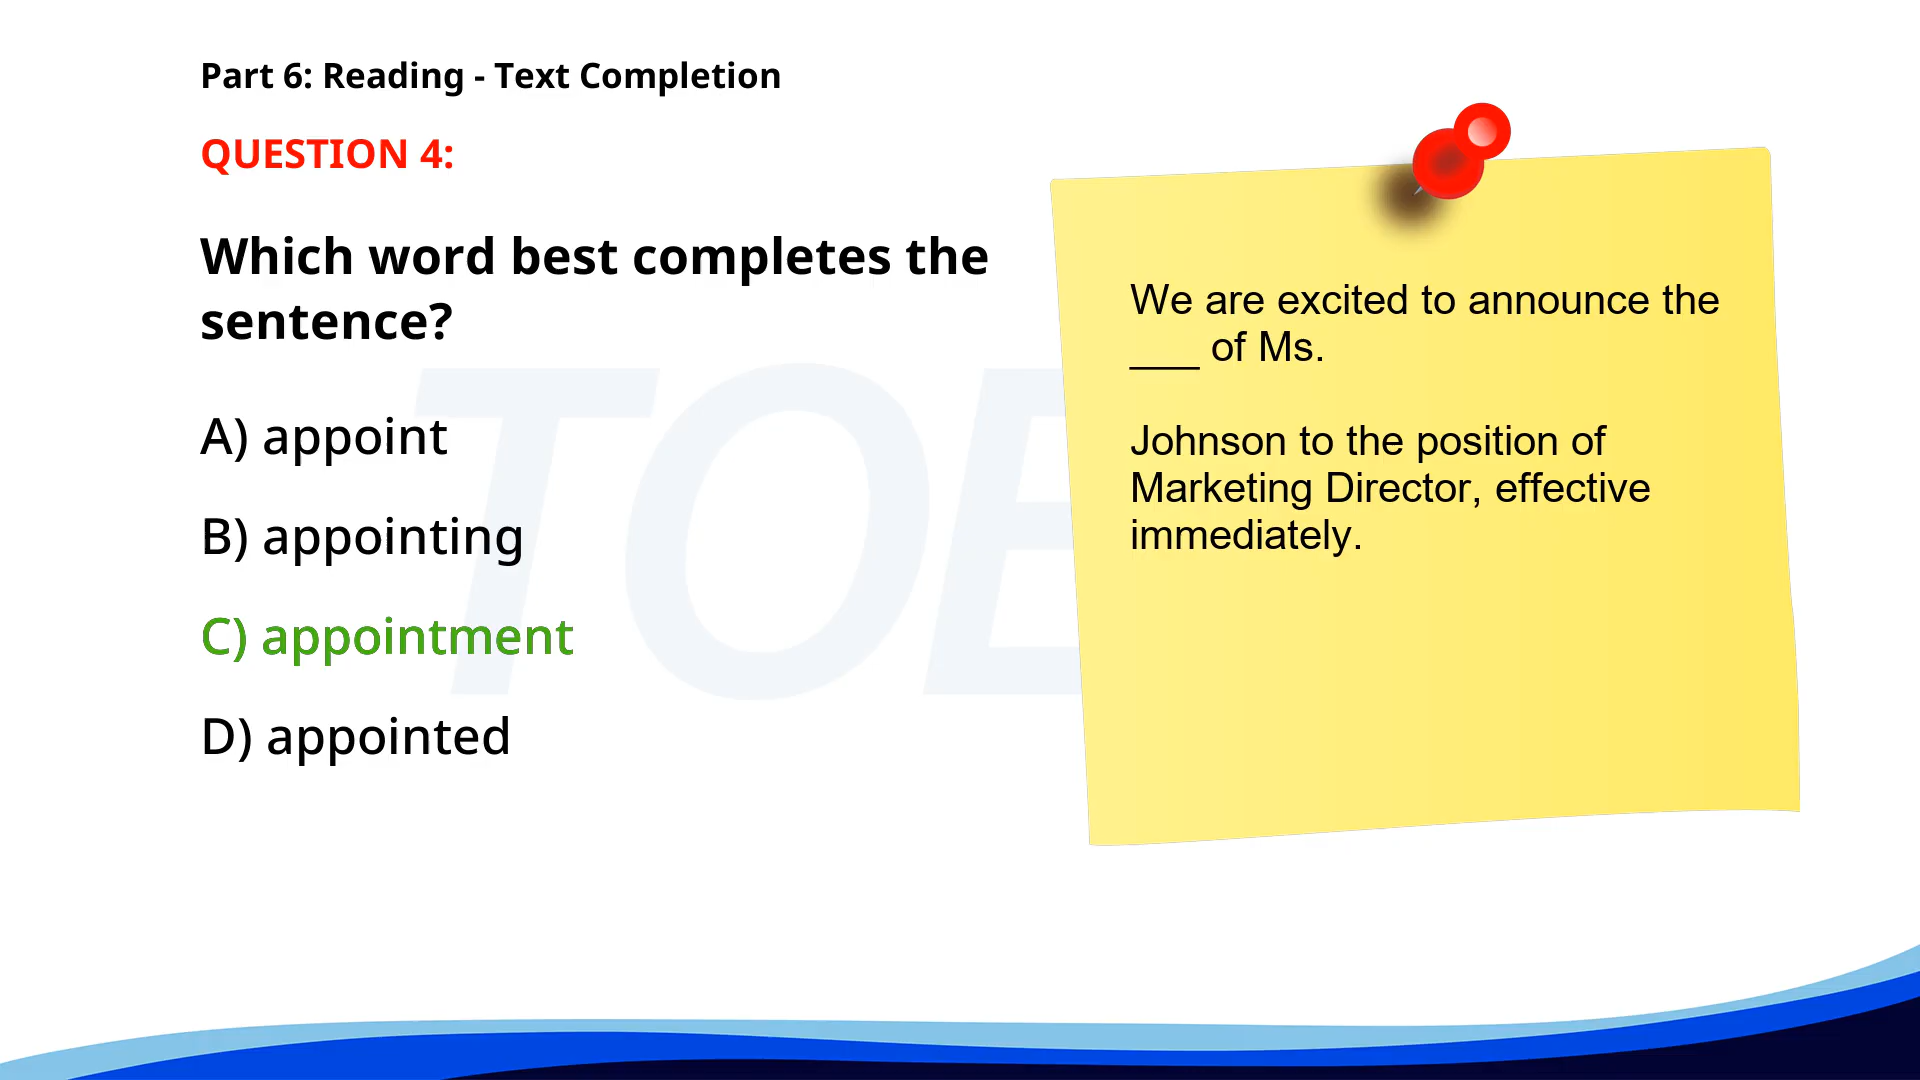 Part 6: Reading - Text Completion
QUESTION 4:
Which word best completes the
sentence?
A) appoint
B) appointing
C) appointment
D) appointed
We are excited to announce the
___ of Ms.
Johnson to the position of
Marketing Director, effective
immediately.
TOE